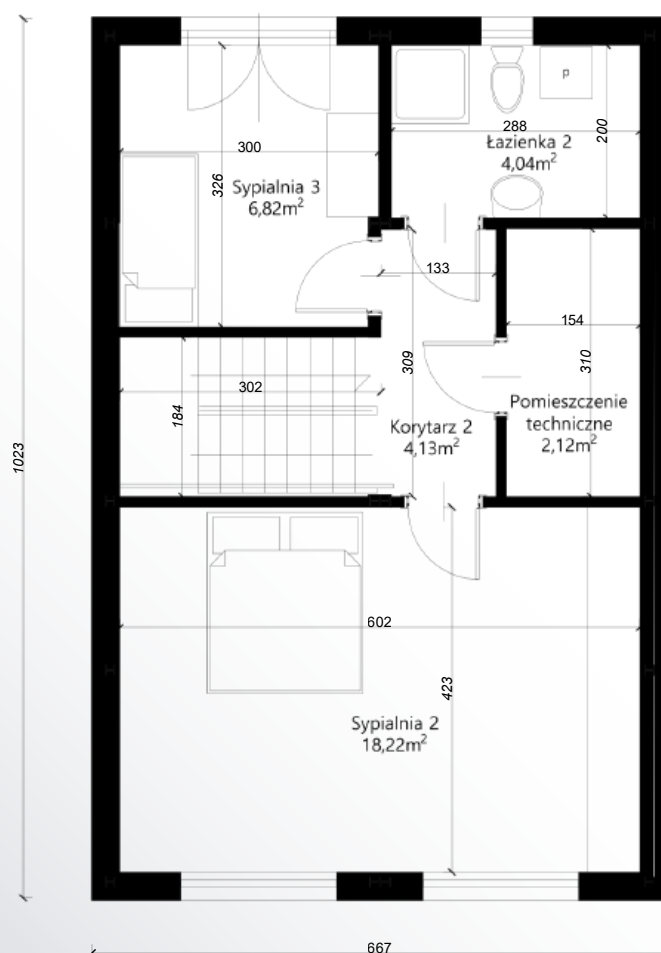 288
Łazienka 2
4,04m²
200
p
300
326
Sypialnia 3
6,82m²
133
154
309
310
302
184
Pomieszczenie
techniczne
2,12m²
Korytarz 2
4,13m²
1023
602
423
Sypialnia 2
18,22m²
667